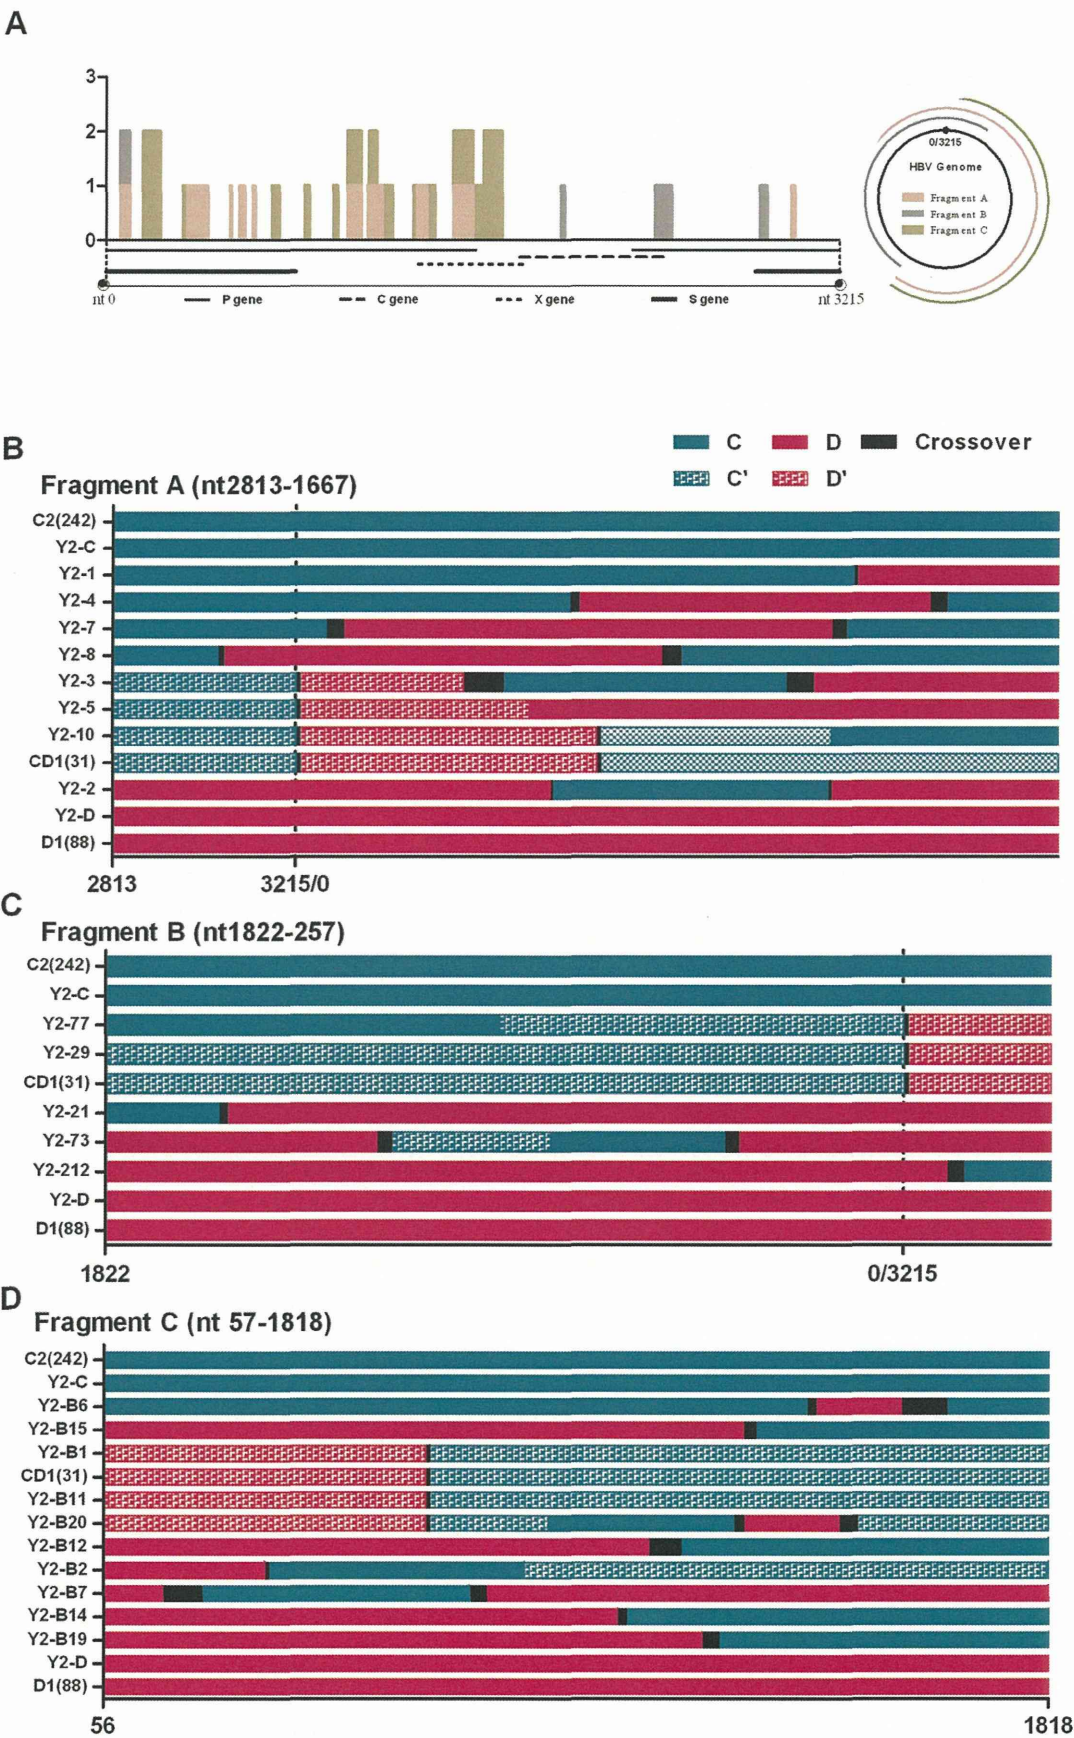 A
3
2
1
0
nt 0
P gene
C gene
X gene
S gene
nt 3215
0/3215
HBV Genome
Fragment A
Fragment B
Fragment C
B
C
D
Crossover
C'
D'
Fragment A (nt2813-1667)
C2(242)
Y2-C
Y2-1
Y2-4
Y2-7
Y2-8
Y2-3
Y2-5
Y2-10
CD1(31)
Y2-2
Y2-D
D1(88)
2813
3215/0
C
Fragment B (nt1822-257)
C2(242)
Y2-C
Y2-77
Y2-29
CD1(31)
Y2-21
Y2-73
Y2-212
Y2-D
D1(88)
1822
0/3215
D
Fragment C (nt 57-1818)
C2(242)
Y2-C
Y2-B6
Y2-B15
Y2-B1
CD1(31)
Y2-B11
Y2-B20
Y2-B12
Y2-B2
Y2-B7
Y2-B14
Y2-B19
Y2-D
D1(88)
56
1818